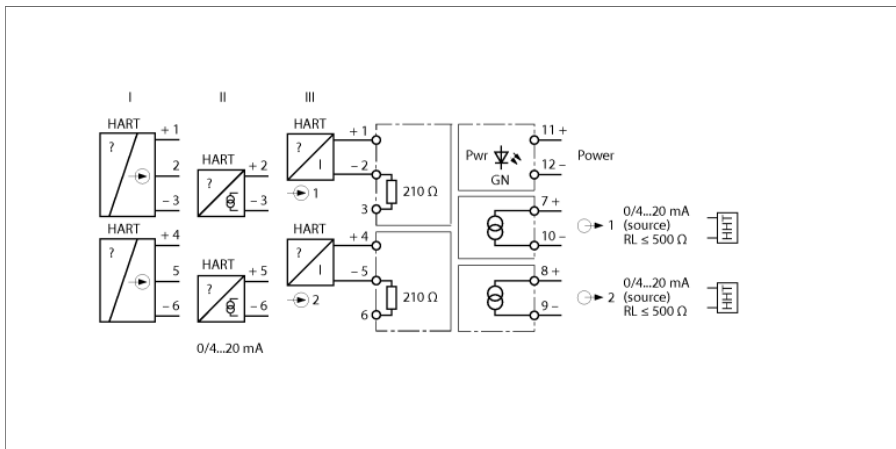 I II III
HART
? + 1
2
– 3
HART
? + 2
– 3
HART
? I + 1
– 2
1
3
210 Ω
? + 4
5
– 6
HART
? + 5
– 6
0/4...20 mA
HART
? I + 4
– 5
2
6
210 Ω
Pwr
GN
11 +
12 –
Power
7 +
10 –
1 0/4...20 mA
(source)
RL ≤ 500 Ω
HHT
8 +
9 –
2 0/4...20 mA
(source)
RL ≤ 500 Ω
HHT